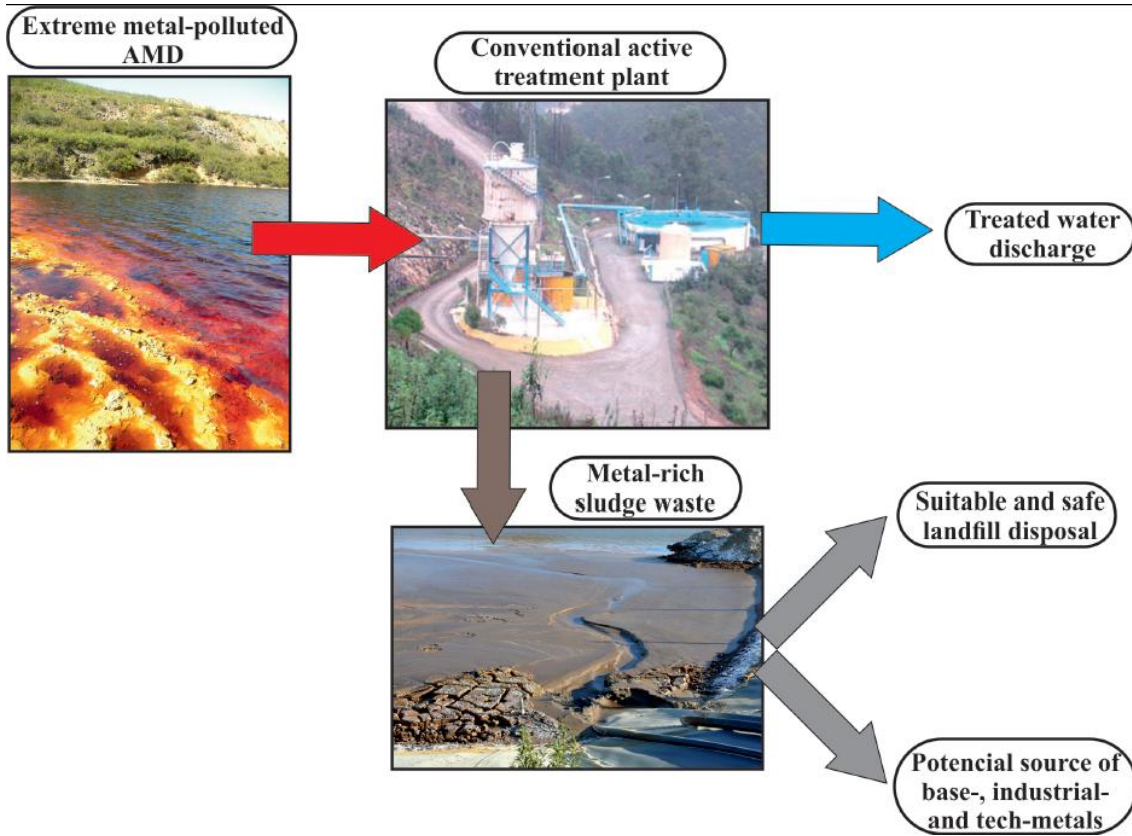 Extreme metal-polluted
AMD
Conventional active
treatment plant
Treated water
discharge
Metal-rich
sludge waste
Suitable and safe
landfill disposal
Potencial source of
base-, industrial-
and tech-metals